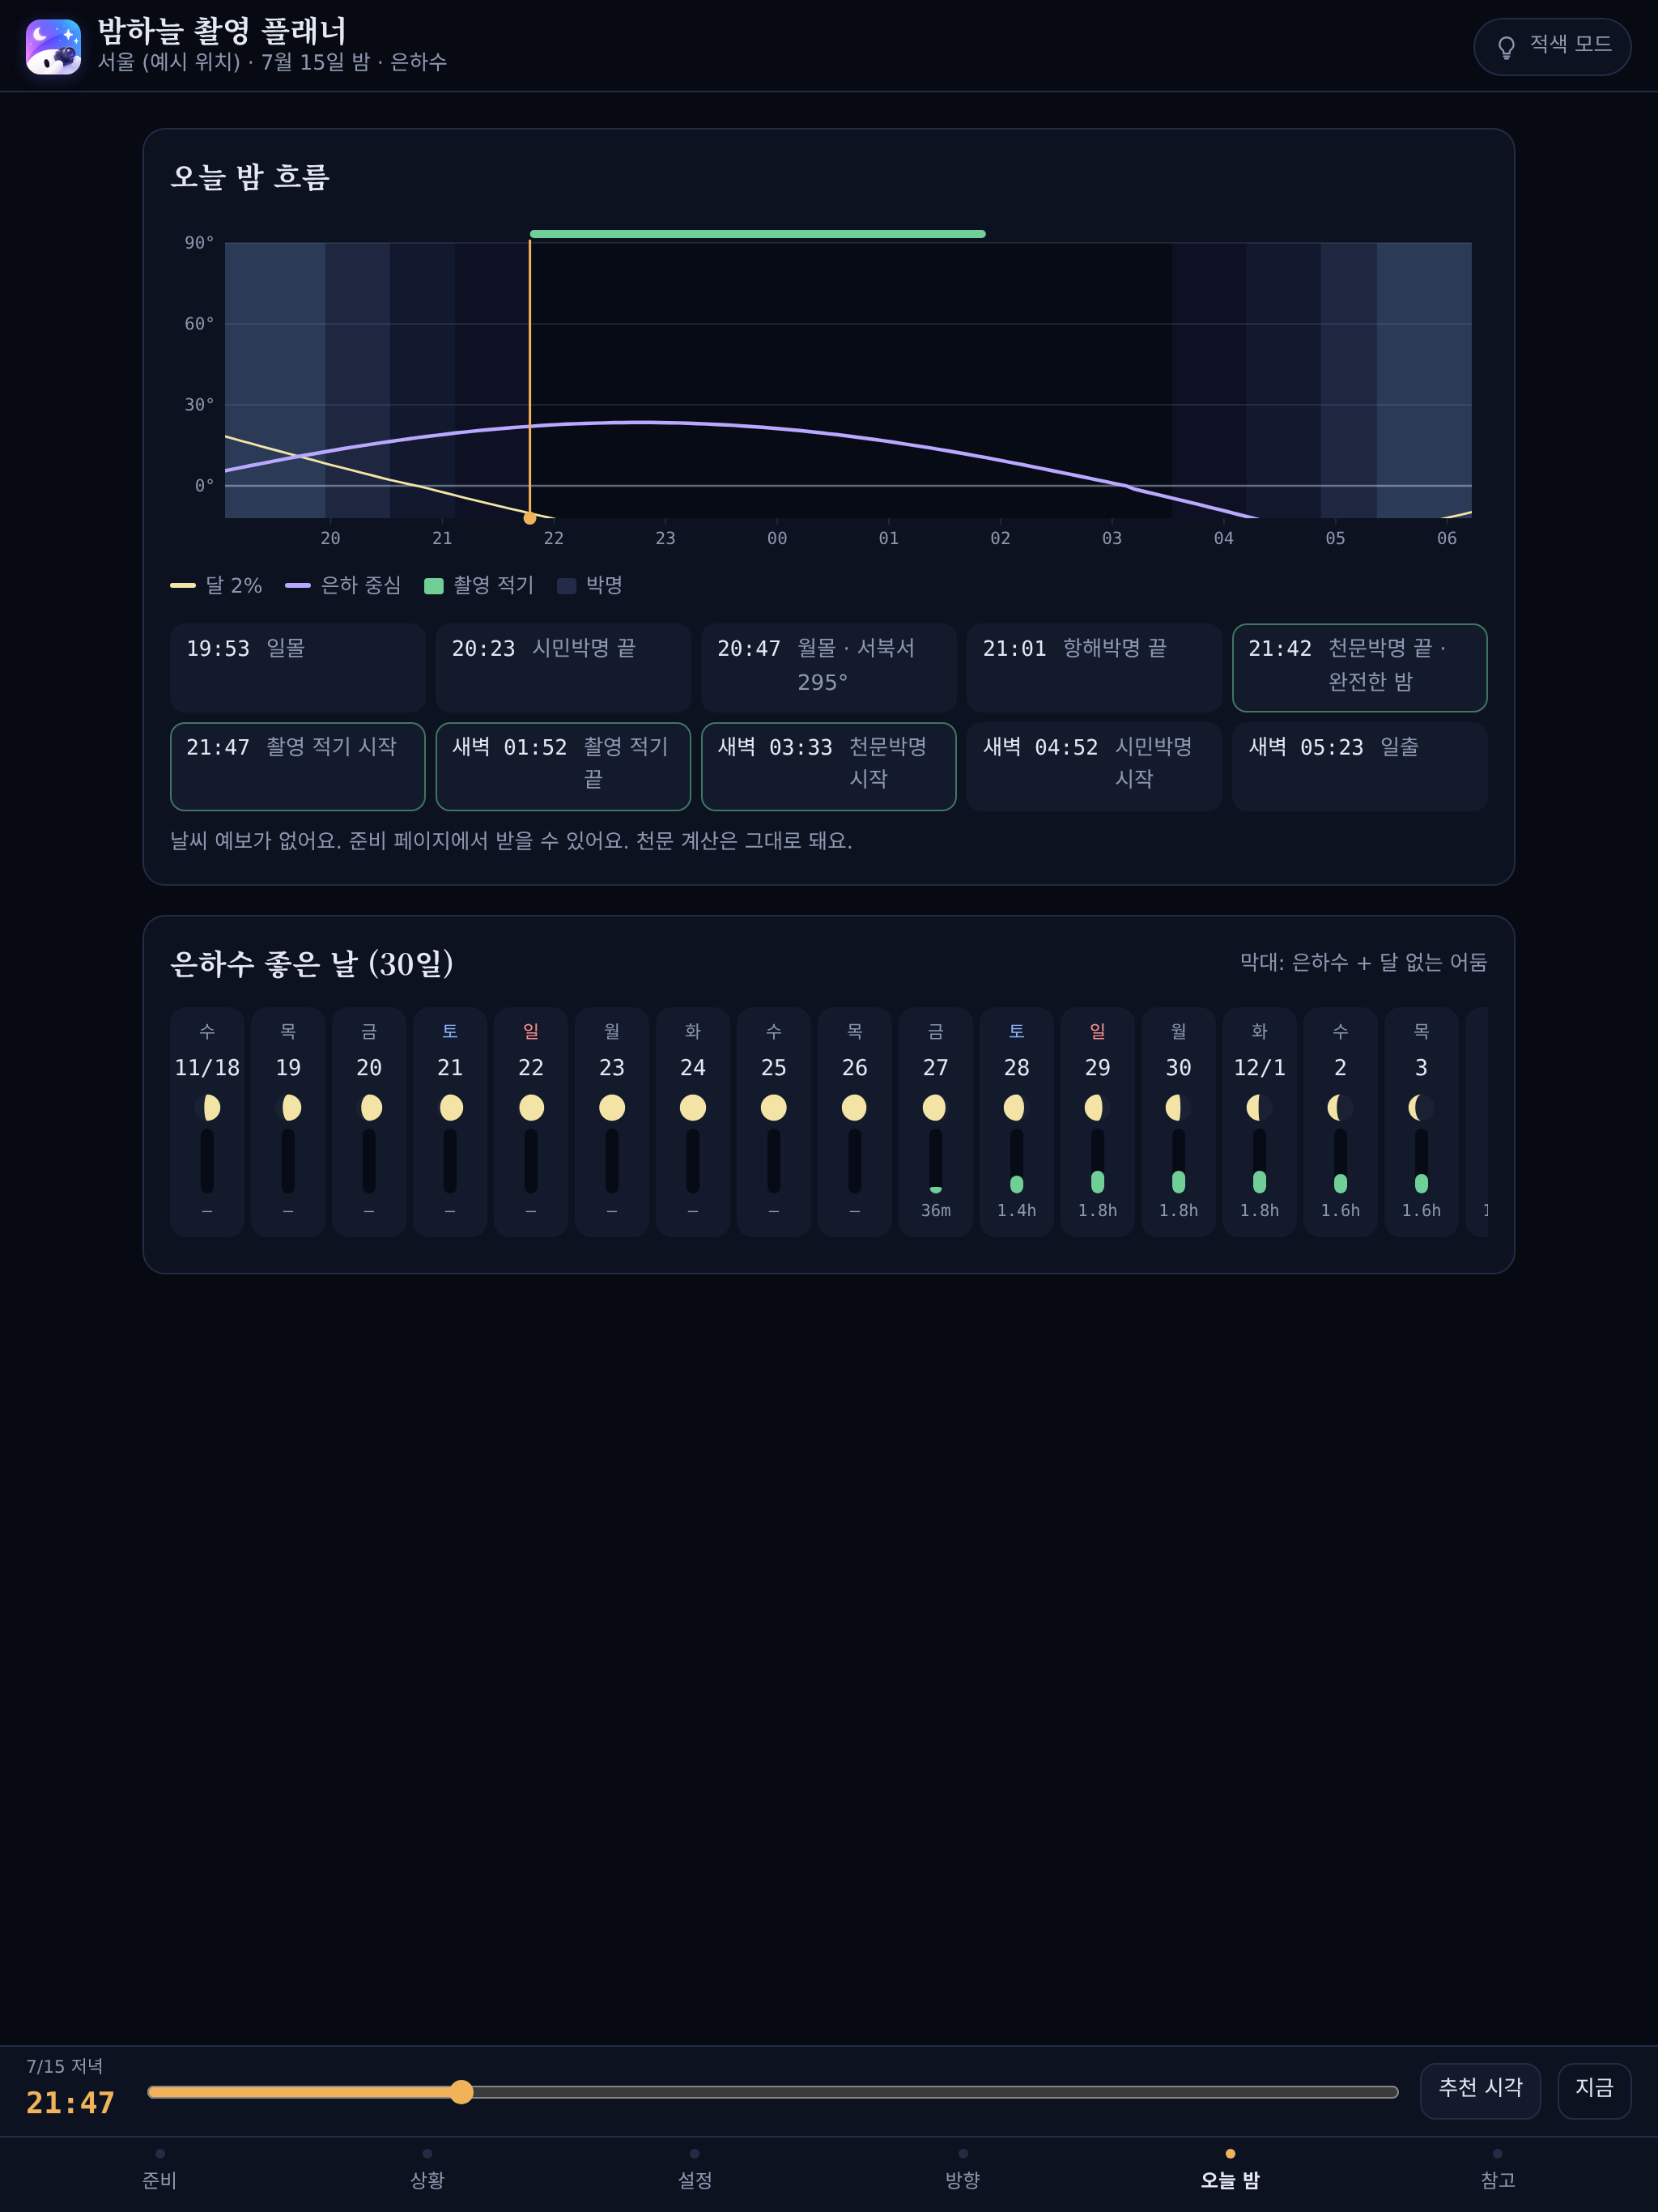 밤하늘 촬영 플래너
서울 (예시 위치) · 7월 15일 밤 · 은하수
적색 모드
오늘 밤 흐름
90°
60°
30°
0°
20 21 22 23 00 01 02 03 04 05 06
달 2% 은하 중심 촬영 적기 박명
19:53 일몰
20:23 시민박명 끝
20:47 월몰 · 서북서
295°
21:01 항해박명 끝
21:42 천문박명 끝 ·
완전한 밤
21:47 촬영 적기 시작
새벽 01:52 촬영 적기
끝
새벽 03:33 천문박명
시작
새벽 04:52 시민박명
시작
새벽 05:23 일출
날씨 예보가 없어요. 준비 페이지에서 받을 수 있어요. 천문 계산은 그대로 돼요.
은하수 좋은 날 (30일)
막대: 은하수 + 달 없는 어둠
수 목 금 토 일 월 화 수 목 금 토 일 월 화 수 목
11/18 19 20 21 22 23 24 25 26 27 28 29 30 12/1 2 3
– – – – – – – – – 36m 1.4h 1.8h 1.8h 1.8h 1.6h 1.6h
7/15 저녁
21:47
추천 시각
지금
준비 상황 설정 방향 오늘 밤 참고